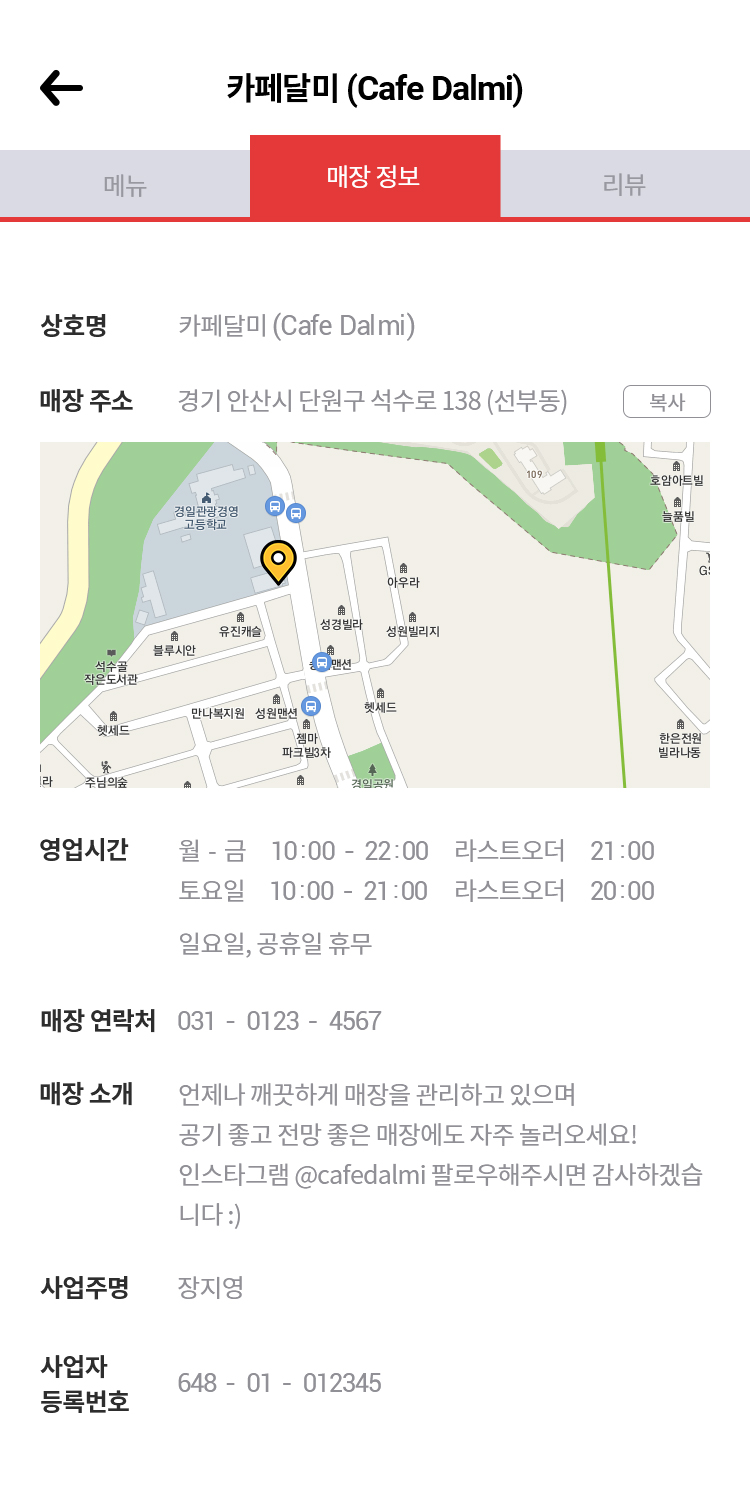 카페달미 (Cafe Dalmi)
메뉴
매장 정보
리뷰
상호명 카페달미 (Cafe Dalmi)
매장 주소 경기 안산시 단원구 석수로 138 (선부동) 복사
109
호암아트빌
경일관광경영
고등학교
늘품빌
아우라
유진캐슬
성경빌라
성원빌리지
블루시안
석수골
작은도서관
맨션
만나복지원
성원맨션
헷세드
헷세드
젬마
파크빌3차
한은전원
빌라나동
라
주님의숲
경일공원
영업시간 월 - 금 10:00 - 22:00 라스트오더 21:00
토요일 10:00 - 21:00 라스트오더 20:00
일요일, 공휴일 휴무
매장 연락처 031 - 0123 - 4567
매장 소개 언제나 깨끗하게 매장을 관리하고 있으며
공기 좋고 전망 좋은 매장에도 자주 놀러오세요!
인스타그램 @cafedalmi 팔로우해주시면 감사하겠습
니다 :)
사업주명 장지영
사업자
등록번호 648 - 01 - 012345